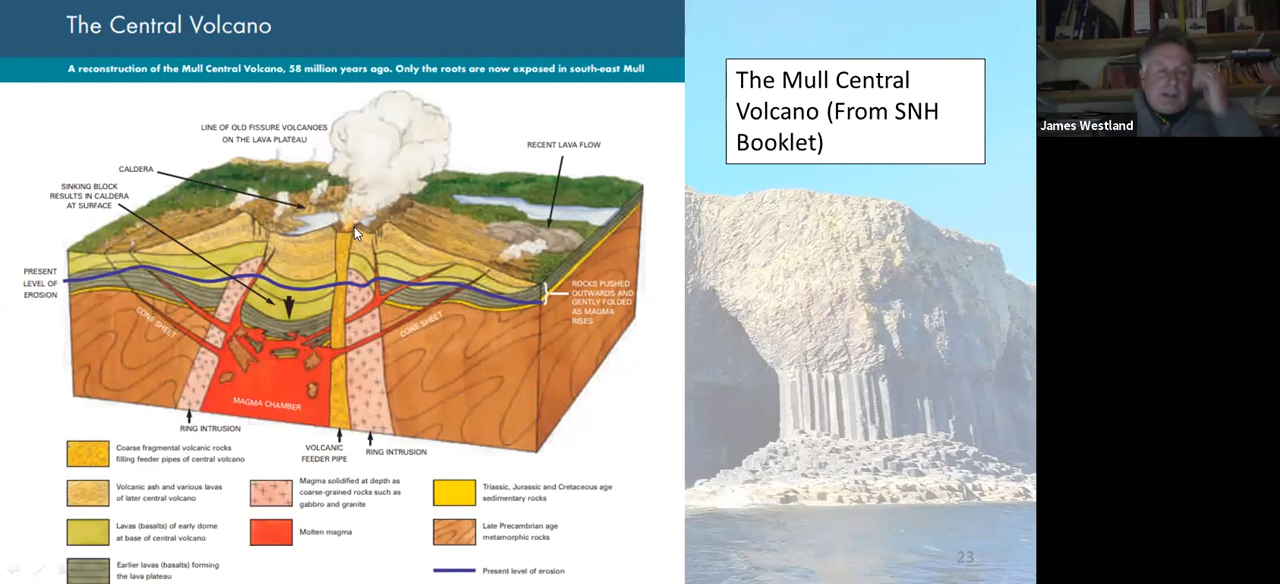 The Central Volcano
A reconstruction of the Mull Central Volcano, 58 million years ago. Only the roots are now exposed in south-east Mull
LINE OF OLD FISSURE VOLCANOES
ON THE LAVA PLATEAU
RECENT LAVA FLOW
CALDERA
SINKING BLOCK
RESULTS IN CALDERA
AT SURFACE
PRESENT
LEVEL OF
EROSION
ROCKS PUSHED
OUTWARDS AND
GENTLY FOLDED
AS MAGMA
RISES
CONE SHEET
CONE SHEET
MAGMA CHAMBER
RING INTRUSION
VOLCANIC
FEEDER PIPE
RING INTRUSION
Coarse fragmental volcanic rocks
filling feeder pipes of central volcano
Volcanic ash and various lavas
of later central volcano
Lavas (basalts) of early dome
at base of central volcano
Earlier lavas (basalts) forming
the lava plateau
Magma solidified at depth as
coarse-grained rocks such as
gabbro and granite
Molten magma
Triassic, Jurassic and Cretaceous age
sedimentary rocks
Late Precambrian age
metamorphic rocks
Present level of erosion
The Mull Central
Volcano (From SNH
Booklet)
23
James Westland